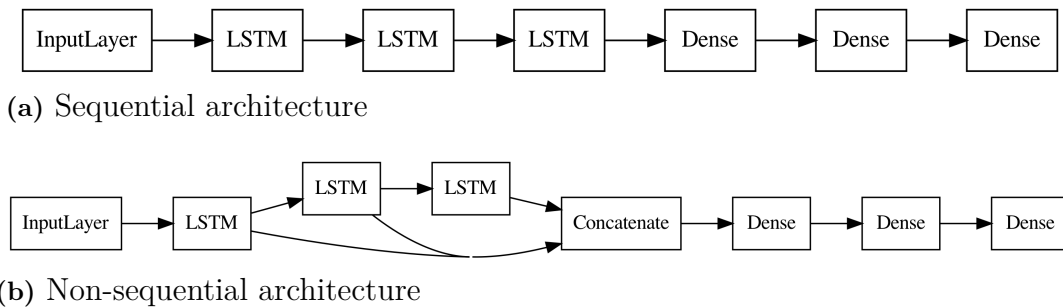 InputLayer LSTM LSTM LSTM Dense Dense Dense
(a) Sequential architecture
LSTM LSTM
InputLayer LSTM Concatenate Dense Dense Dense
(b) Non-sequential architecture